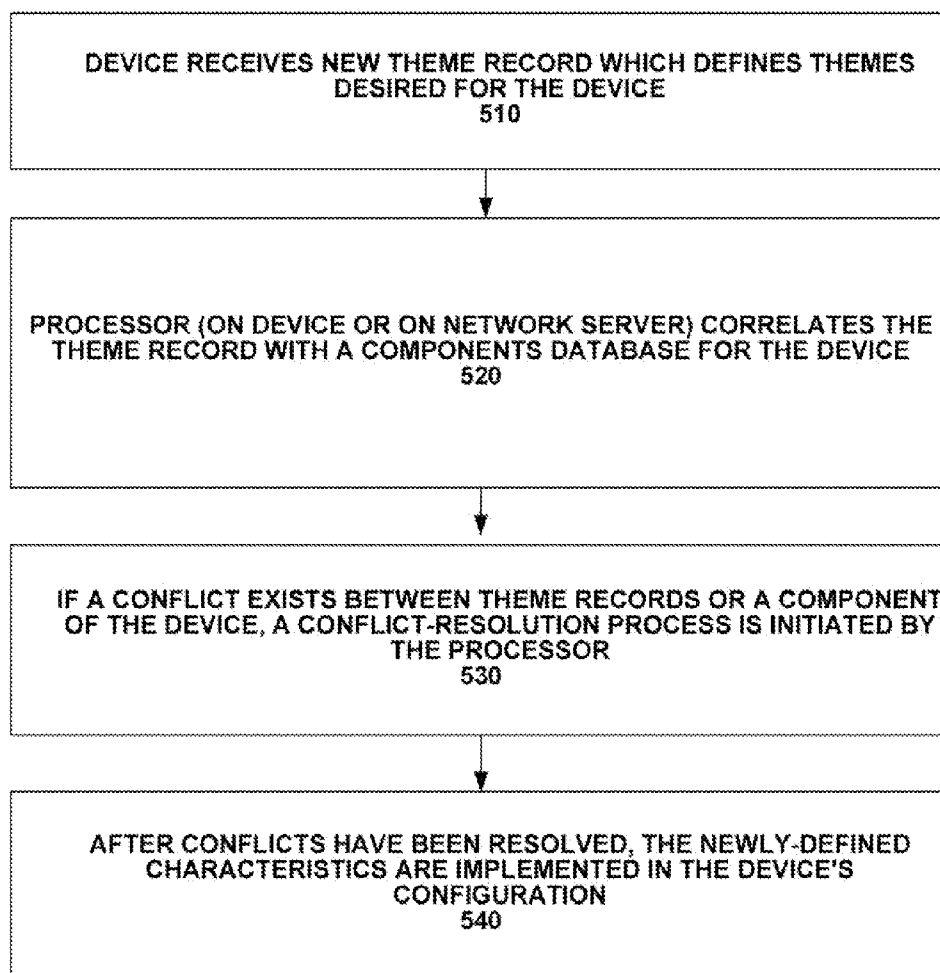 DEVICE RECEIVES NEW THEME RECORD WHICH DEFINES THEMES
DESIRED FOR THE DEVICE
510
PROCESSOR (ON DEVICE OR ON NETWORK SERVER) CORRELATES THE
THEME RECORD WITH A COMPONENTS DATABASE FOR THE DEVICE
520
IF A CONFLICT EXISTS BETWEEN THEME RECORDS OR A COMPONENT
OF THE DEVICE, A CONFLICT-RESOLUTION PROCESS IS INITIATED BY
THE PROCESSOR
530
AFTER CONFLICTS HAVE BEEN RESOLVED, THE NEWLY-DEFINED
CHARACTERISTICS ARE IMPLEMENTED IN THE DEVICE'S
CONFIGURATION
540